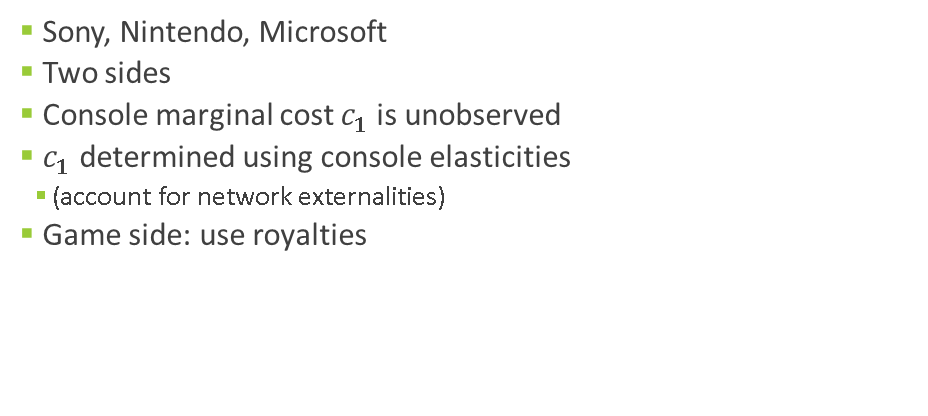 Sony, Nintendo, Microsoft
Two sides
Console marginal cost c₁ is unobserved
c₁ determined using console elasticities
(account for network externalities)
Game side: use royalties